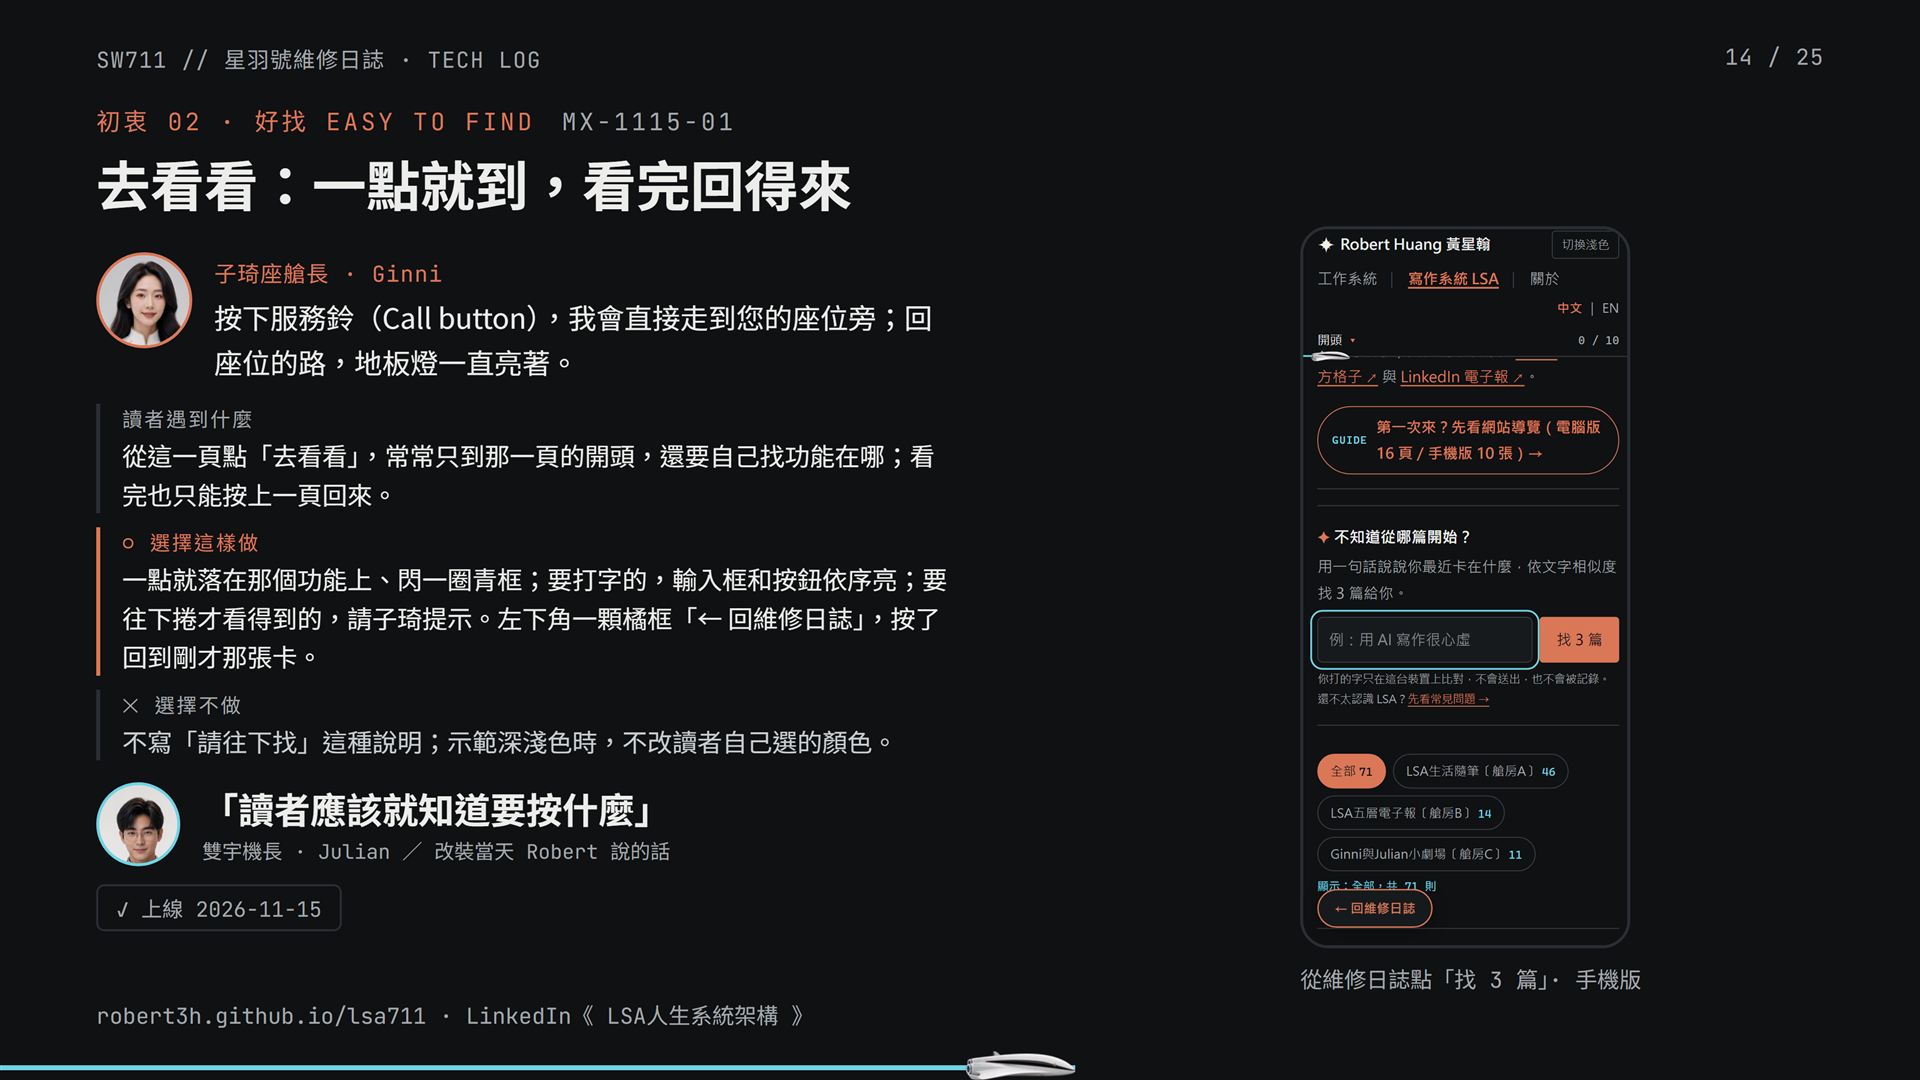 SW711 // 星羽號維修日誌 · TECH LOG
14 / 25
初衷 02 · 好找 EASY TO FIND MX-1115-01
去看看：一點就到，看完回得來
子琦座艙長 · Ginni
按下服務鈴（Call button），我會直接走到您的座位旁；回
座位的路，地板燈一直亮著。
讀者遇到什麼
從這一頁點「去看看」，常常只到那一頁的開頭，還要自己找功能在哪；看
完也只能按上一頁回來。
○ 選擇這樣做
一點就落在那個功能上、閃一圈青框；要打字的，輸入框和按鈕依序亮；要
往下捲才看得到的，請子琦提示。左下角一顆橘框「← 回維修日誌」，按了
回到剛才那張卡。
× 選擇不做
不寫「請往下找」這種說明；示範深淺色時，不改讀者自己選的顏色。
「讀者應該就知道要按什麼」
雙宇機長 · Julian ／ 改裝當天 Robert 說的話
✓ 上線 2026-11-15
robert3h.github.io/lsa711 · LinkedIn《 LSA人生系統架構 》
✦ Robert Huang 黃星翰
切換淺色
工作系統 | 寫作系統 LSA | 關於
中文 | EN
開頭 ▾
0 / 10
方格子 ↗ 與 LinkedIn 電子報 ↗。
GUIDE
第一次來？先看網站導覽（電腦版
16 頁 / 手機版 10 張）→
✦ 不知道從哪篇開始？
用一句話說說你最近卡在什麼，依文字相似度
找 3 篇給你。
例：用 AI 寫作很心虛
找 3 篇
你打的字只在這台裝置上比對，不會送出，也不會被記錄。
還不太認識 LSA？先看常見問題 →
全部 71
LSA生活隨筆〔艙房A〕 46
LSA五層電子報〔艙房B〕 14
Ginni與Julian小劇場〔艙房C〕 11
顯示：全部，共 71 則
← 回維修日誌
從維修日誌點「找 3 篇」· 手機版